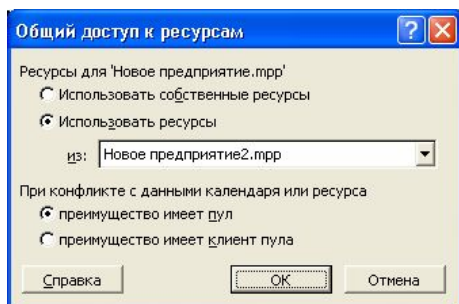 Общий доступ к ресурсам
Ресурсы для 'Новое предприятие.mpp'
Использовать собственные ресурсы
Использовать ресурсы
из: Новое предприятие2.mpp
При конфликте с данными календаря или ресурса
преимущество имеет пул
преимущество имеет клиент пула
Справка ОК Отмена